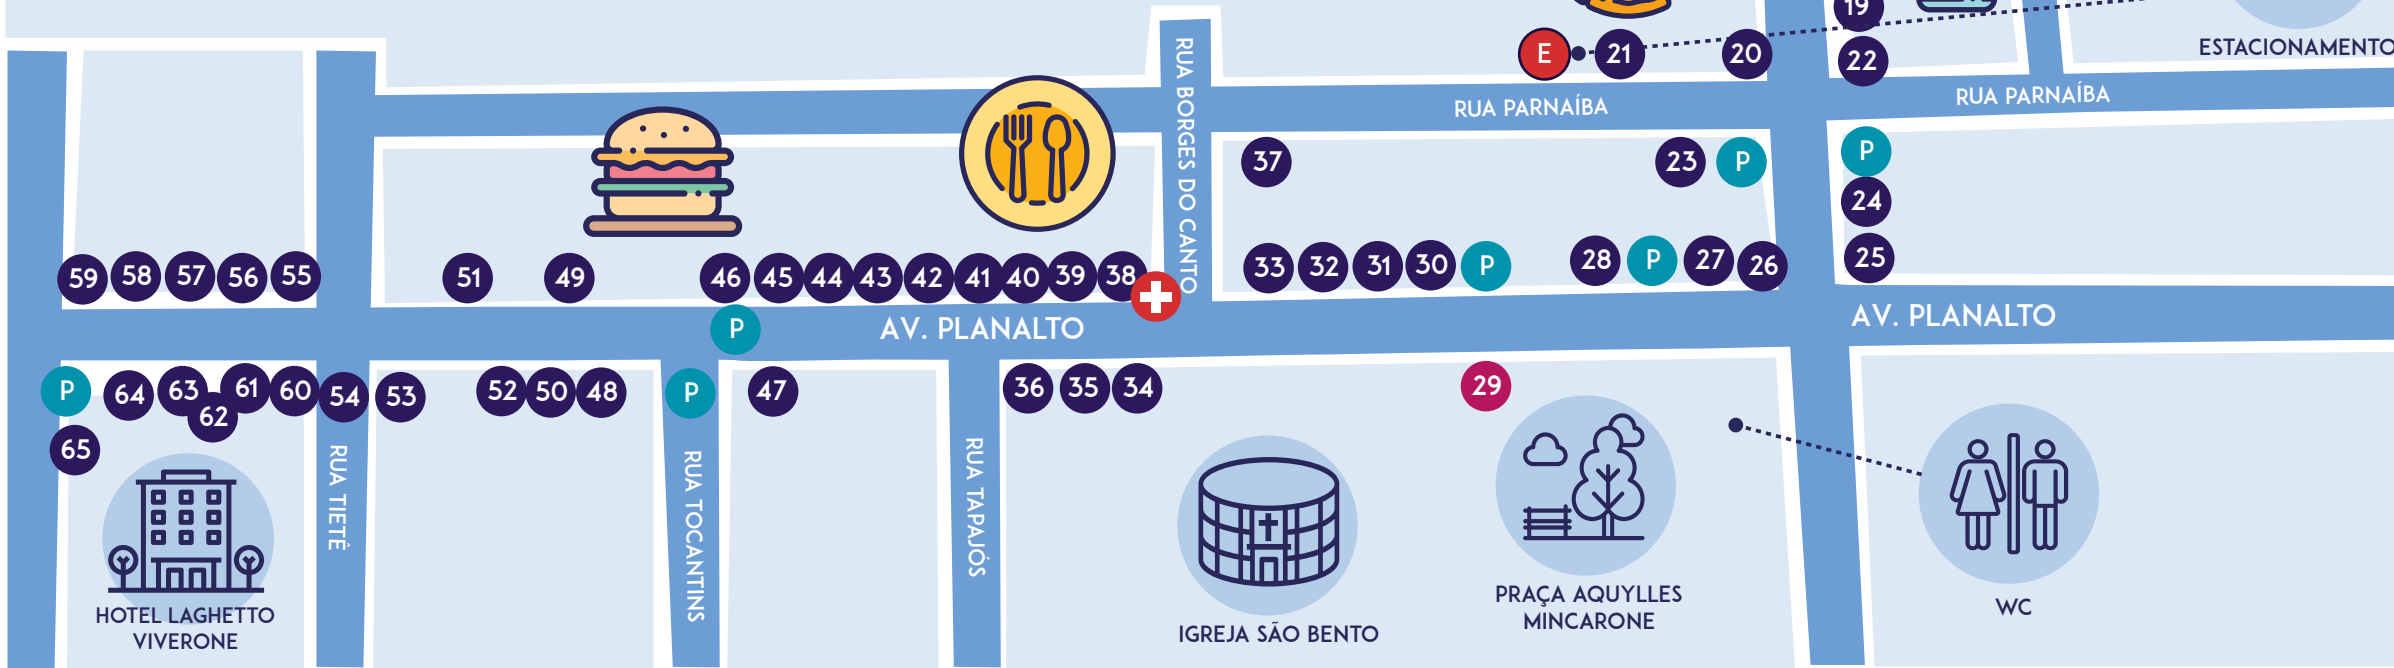 19
E
21
20
22
ESTACIONAMENTO
RUA PARNAÍBA
RUA PARNAÍBA
RUA BORGES DO CANTO
37
23
P
P
24
25
59
58
57
56
55
51
49
46
45
44
43
42
41
40
39
38
33
32
31
30
P
28
P
27
26
P
AV. PLANALTO
AV. PLANALTO
P
64
63
62
61
60
54
53
52
50
48
P
47
36
35
34
29
65
RUA TIETÊ
RUA TOCANTINS
RUA TAPAJÓS
HOTEL LAGHETTO
VIVERONE
IGREJA SÃO BENTO
PRAÇA AQUYLLES
MINCARONE
WC